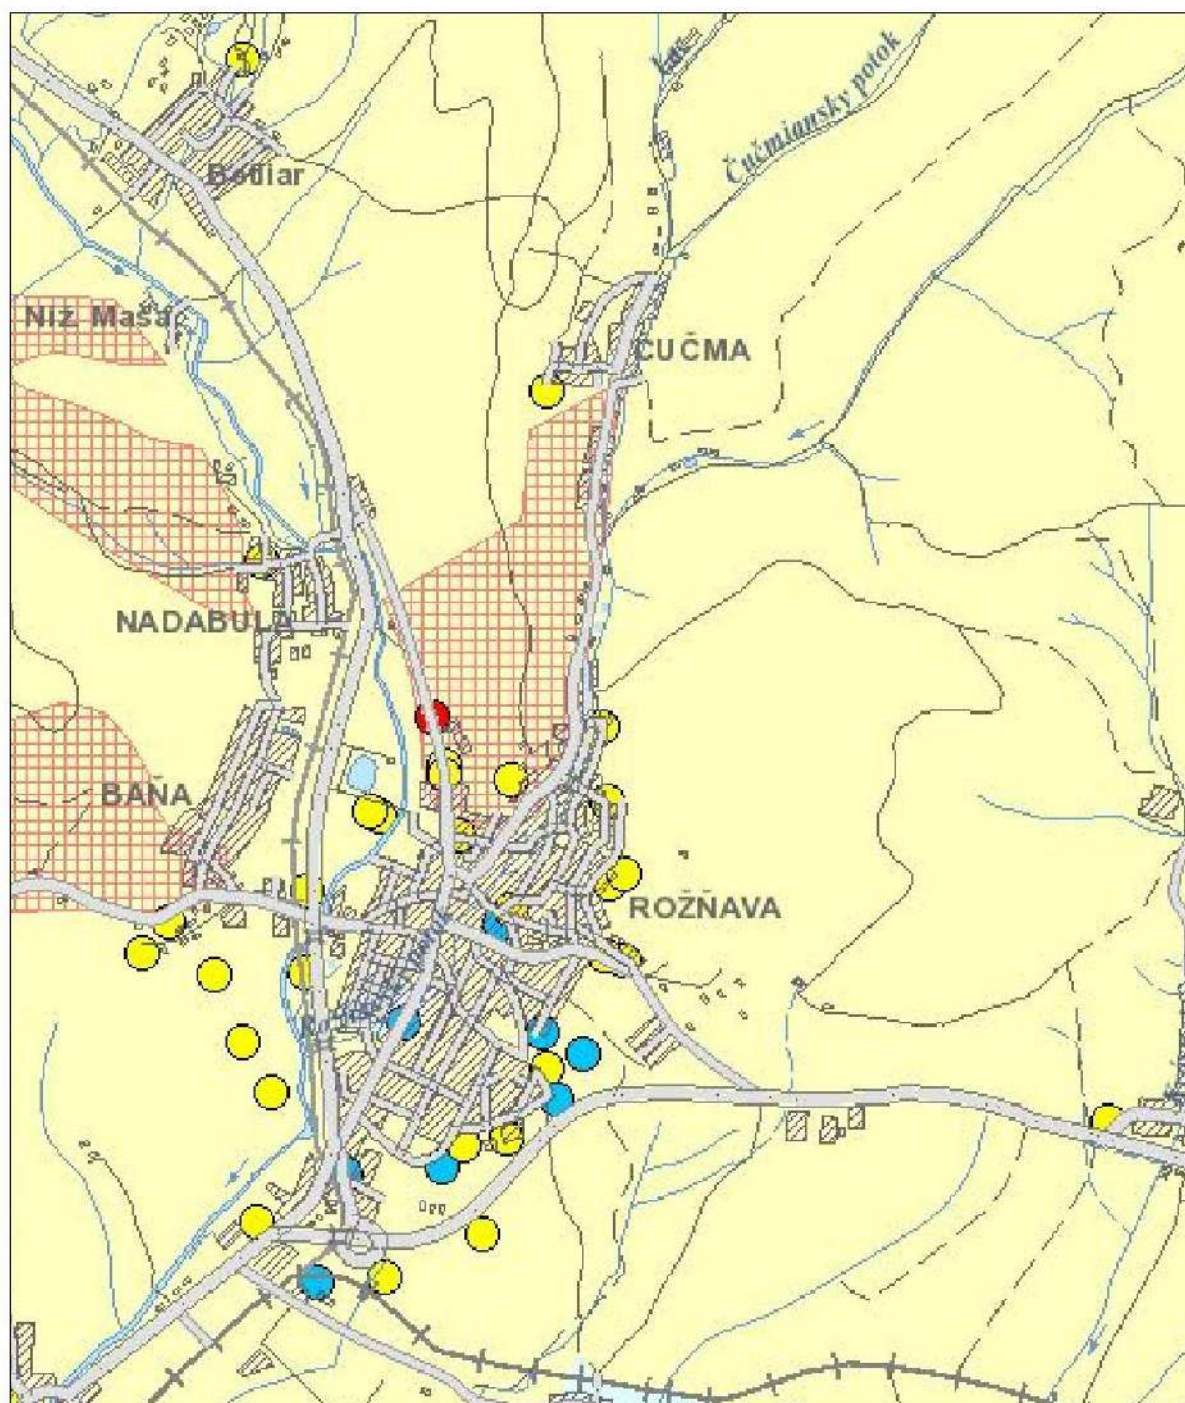 Čučmiansky potok
Betliar
Niž. Maša
ČUČMA
NADABULA
BAŇA
ROŽŇAVA